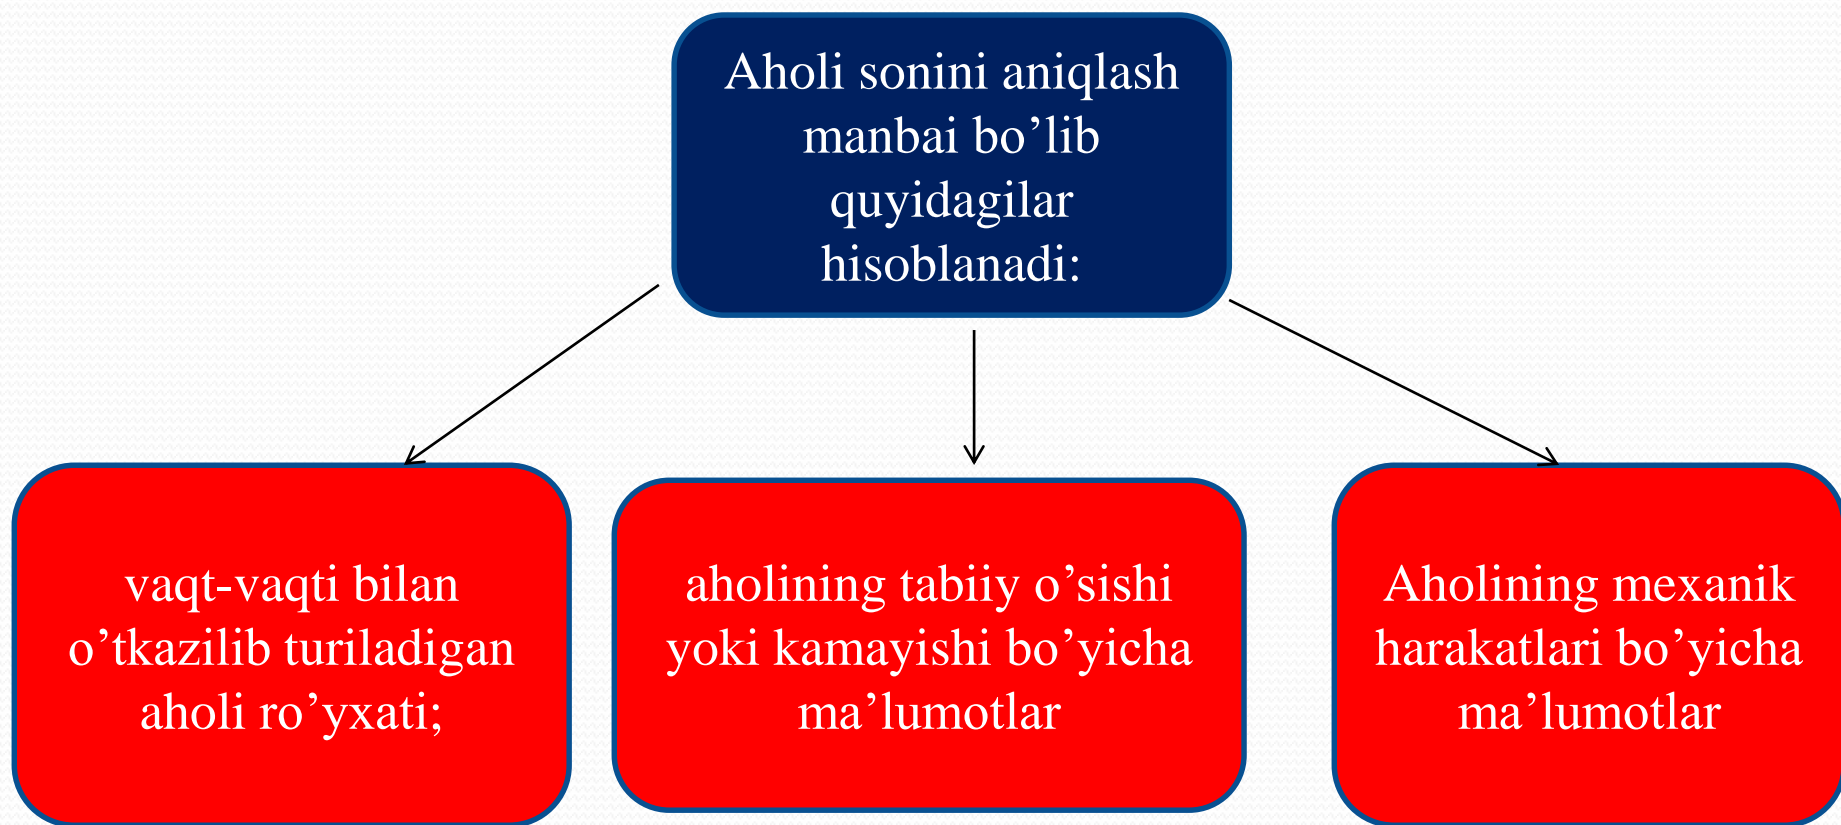 Aholi sonini aniqlash
manbai bo’lib
quyidagilar
hisoblanadi:
vaqt-vaqti bilan
o’tkazilib turiladigan
aholi ro’yxati;
aholining tabiiy o’sishi
yoki kamayishi bo’yicha
ma’lumotlar
Aholining mexanik
harakatlari bo’yicha
ma’lumotlar